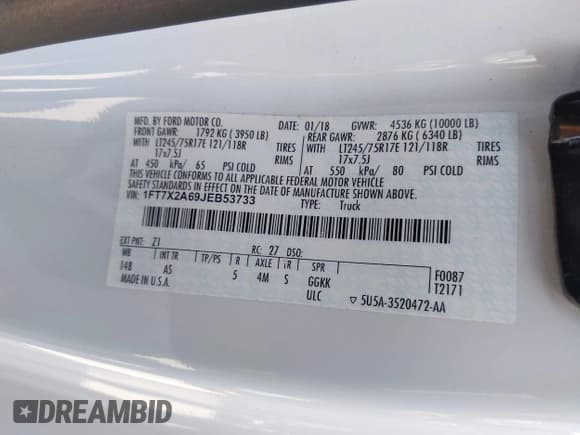 MFD. BY FORD MOTOR CO.
DATE: 01/18 GVWR: 4536 KG (10000 LB)
FRONT GAWR: 1792 KG ( 3950 LB) REAR GAWR: 2876 KG ( 6340 LB)
WITH LT245/75R17E 121/118R TIRES WITH LT245/75R17E 121/118R TIRES
17x7.5J RIMS 17x7.5J RIMS
AT 450 kPa/ 65 PSI COLD AT 550 kPa/ 80 PSI COLD
THIS VEHICLE CONFORMS TO ALL APPLICABLE FEDERAL MOTOR VEHICLE
SAFETY STANDARDS IN EFFECT ON THE DATE OF MANUFACTURE SHOWN ABOVE.
VIN: 1FT7X2A69JEB53733
TYPE: Truck
EXT PNT: Z1 RC: 27 DSO:
WB INT TR TP/PS R AXLE TR SPR
148 AS 5 4M S GGKK
ULC
F0087
T2171
MADE IN U.S.A. ▽ 5U5A-3520472-AA
DREAMBID